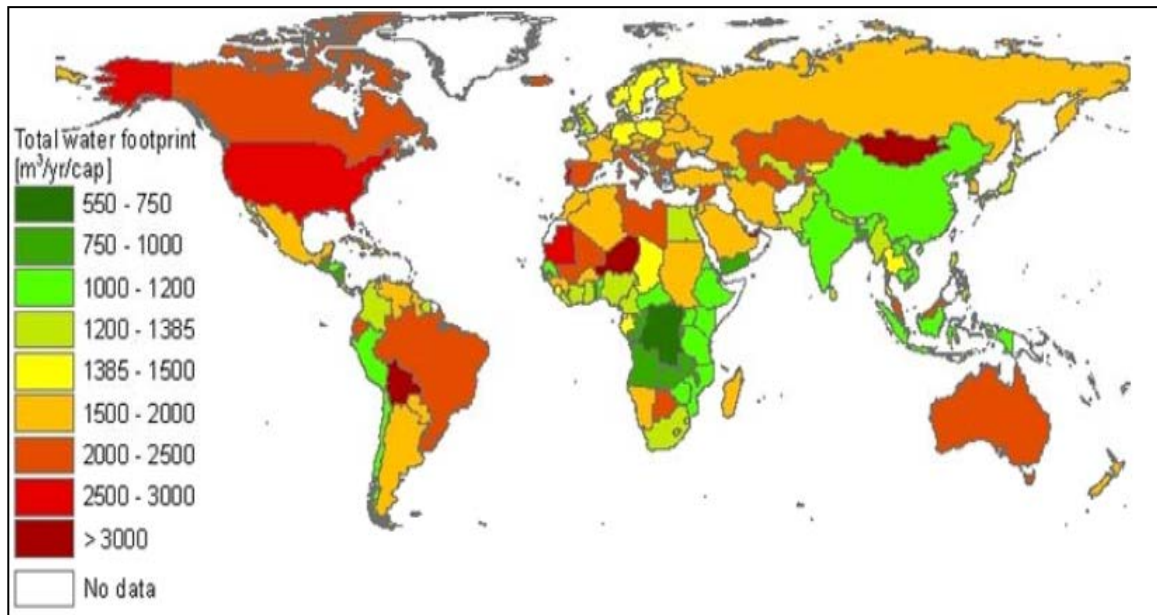 Total water footprint
[m³/yr/cap]
550 - 750
750 - 1000
1000 - 1200
1200 - 1385
1385 - 1500
1500 - 2000
2000 - 2500
2500 - 3000
> 3000
No data